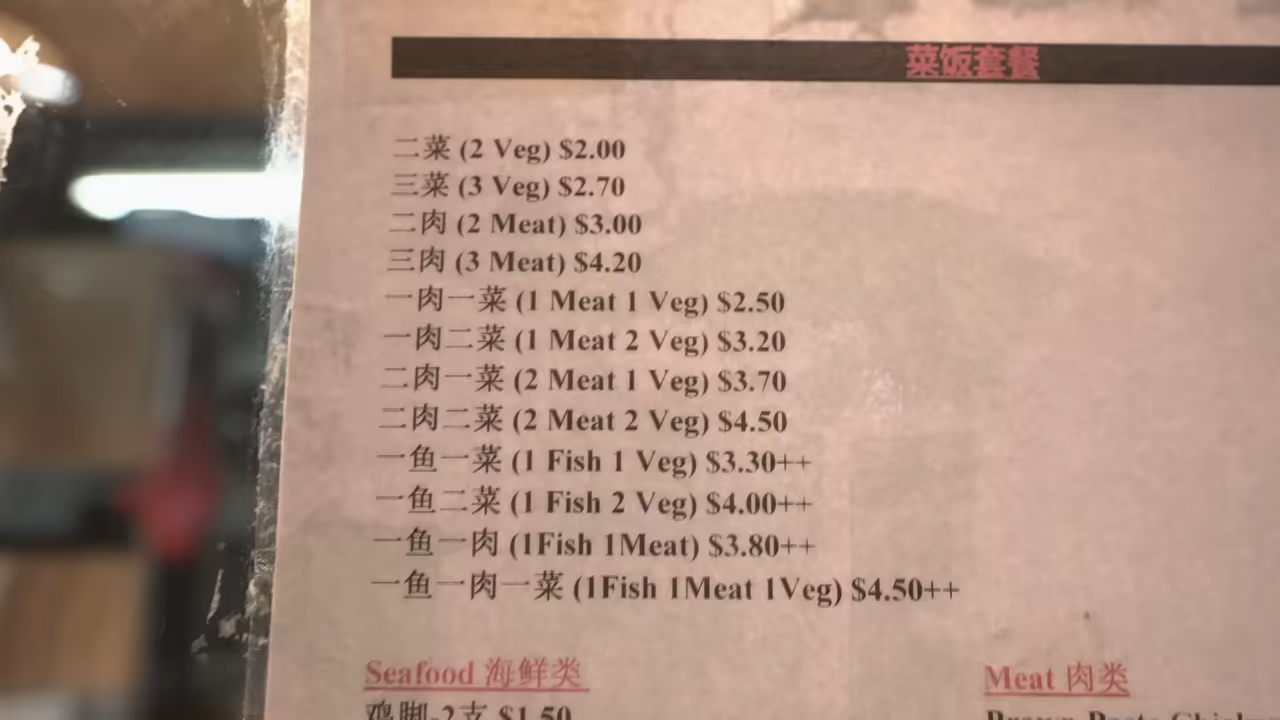 菜饭套餐
二菜 (2 Veg) $2.00
三菜 (3 Veg) $2.70
二肉 (2 Meat) $3.00
三肉 (3 Meat) $4.20
一肉一菜 (1 Meat 1 Veg) $2.50
一肉二菜 (1 Meat 2 Veg) $3.20
二肉一菜 (2 Meat 1 Veg) $3.70
二肉二菜 (2 Meat 2 Veg) $4.50
一鱼一菜 (1 Fish 1 Veg) $3.30++
一鱼二菜 (1 Fish 2 Veg) $4.00++
一鱼一肉 (1Fish 1Meat) $3.80++
一鱼一肉一菜 (1Fish 1Meat 1Veg) $4.50++
Seafood 海鲜类
Meat 肉类
鸡脚-2支 $1.50